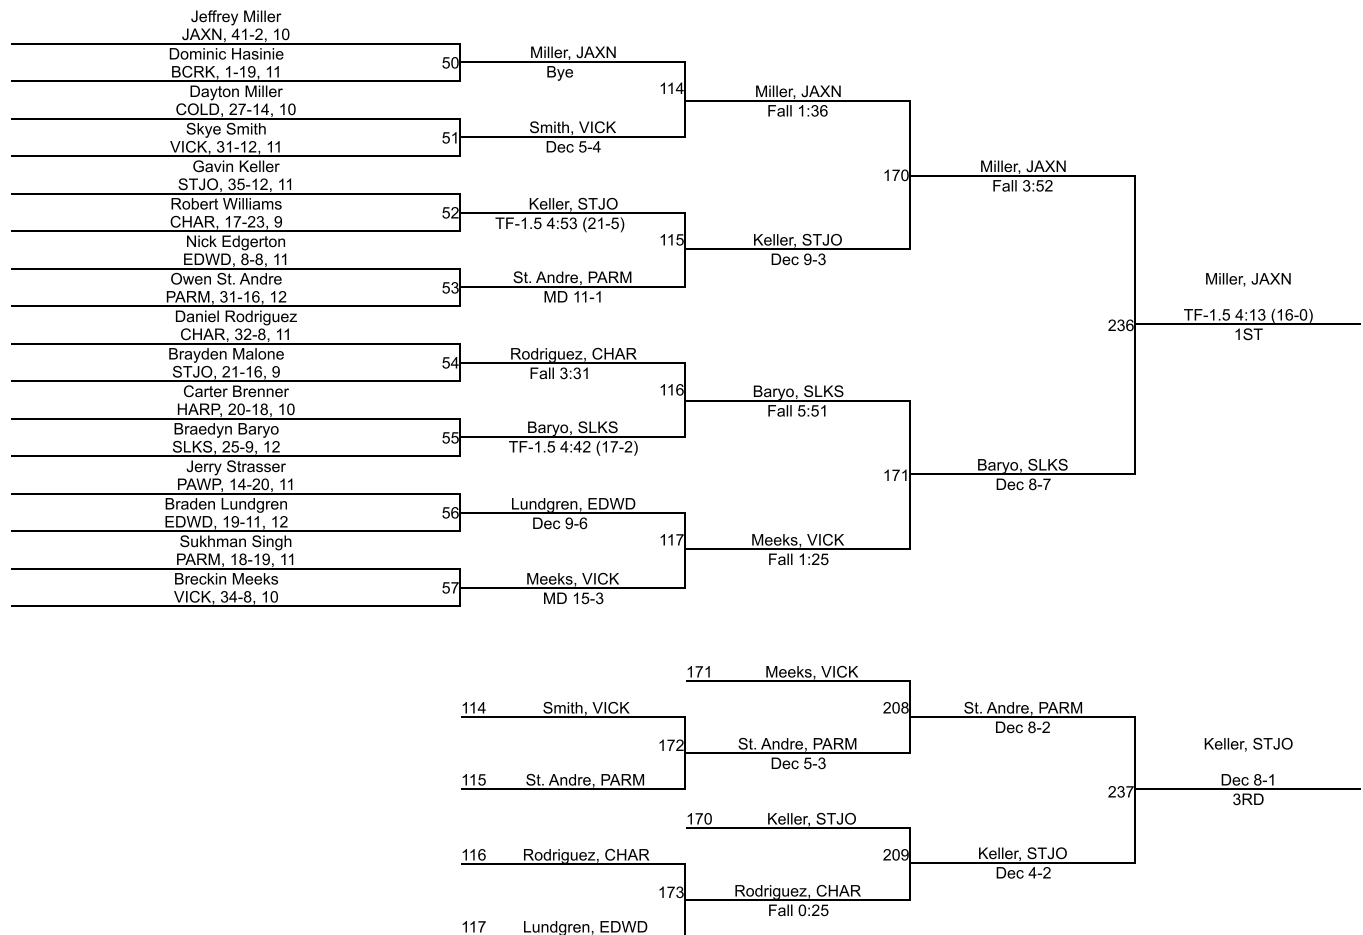 Jeffrey Miller
JAXN, 41-2, 10
Dominic Hasinie
BCRK, 1-19, 11
Dayton Miller
COLD, 27-14, 10
Skye Smith
VICK, 31-12, 11
Gavin Keller
STJO, 35-12, 11
Robert Williams
CHAR, 17-23, 9
Nick Edgerton
EDWD, 8-8, 11
Owen St. Andre
PARM, 31-16, 12
Daniel Rodriguez
CHAR, 32-8, 11
Brayden Malone
STJO, 21-16, 9
Carter Brenner
HARP, 20-18, 10
Braedyn Baryo
SLKS, 25-9, 12
Jerry Strasser
PAWP, 14-20, 11
Braden Lundgren
EDWD, 19-11, 12
Sukhman Singh
PARM, 18-19, 11
Breckin Meeks
VICK, 34-8, 10
50
51
52
53
54
55
56
57
Miller, JAXN
Bye
Smith, VICK
Dec 5-4
Keller, STJO
TF-1.5 4:53 (21-5)
St. Andre, PARM
MD 11-1
Rodriguez, CHAR
Fall 3:31
Baryo, SLKS
TF-1.5 4:42 (17-2)
Lundgren, EDWD
Dec 9-6
Meeks, VICK
MD 15-3
114
115
116
117
Miller, JAXN
Fall 1:36
Keller, STJO
Dec 9-3
Baryo, SLKS
Fall 5:51
Meeks, VICK
Fall 1:25
170
171
Miller, JAXN
Fall 3:52
Baryo, SLKS
Dec 8-7
236
Miller, JAXN
TF-1.5 4:13 (16-0)
1ST
114 Smith, VICK
115 St. Andre, PARM
116 Rodriguez, CHAR
117 Lundgren, EDWD
172
173
171 Meeks, VICK
St. Andre, PARM
Dec 5-3
170 Keller, STJO
Rodriguez, CHAR
Fall 0:25
208
209
St. Andre, PARM
Dec 8-2
Keller, STJO
Dec 4-2
237
Keller, STJO
Dec 8-1
3RD